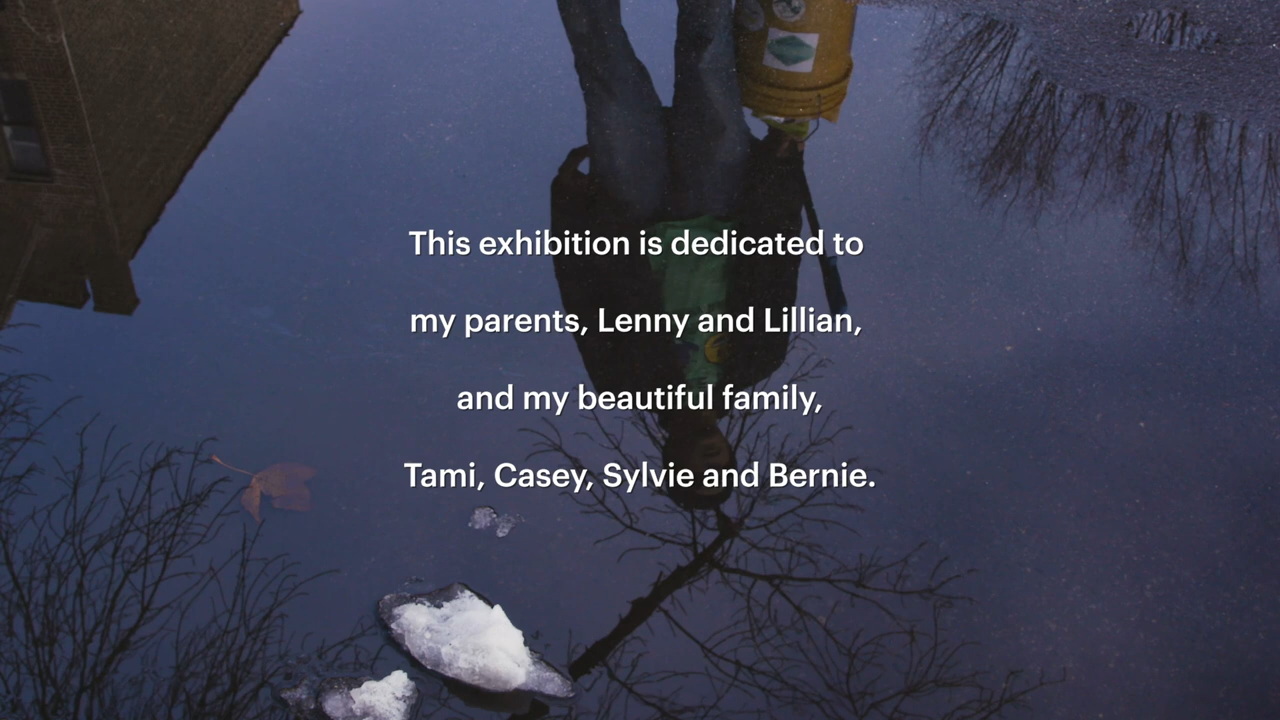 This exhibition is dedicated to
my parents, Lenny and Lillian,
and my beautiful family,
Tami, Casey, Sylvie and Bernie.